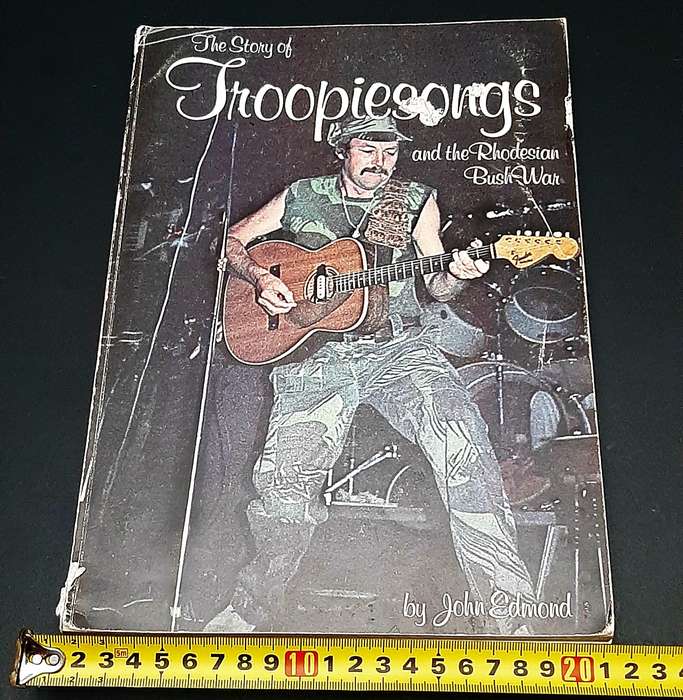 The Story of
Troopiesongs
and the Rhodesian
Bush War
Fender
by John Edmond
2 3 4 5 6 7 8 9 10 1 2 3 4 5 6 7 8 9 20 1 2 3 4
5m